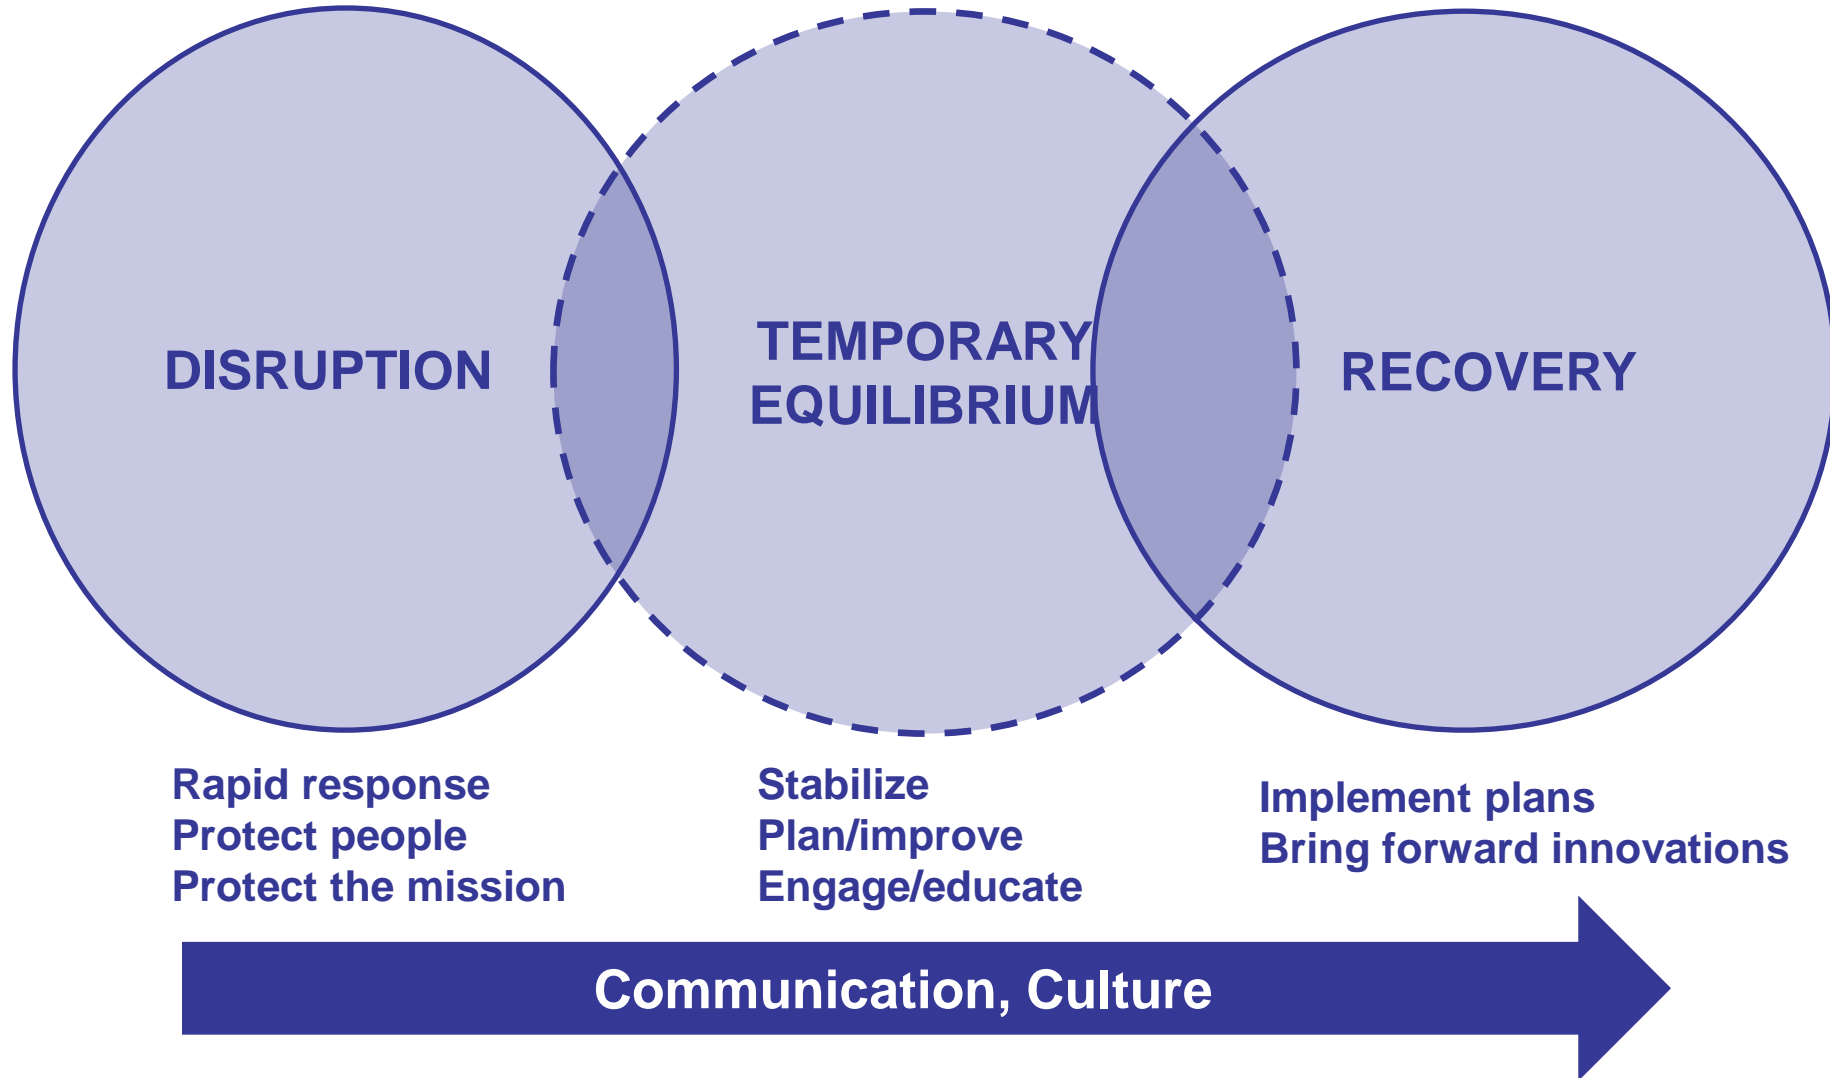 DISRUPTION
TEMPORARY
EQUILIBRIUM
RECOVERY
Rapid response
Protect people
Protect the mission
Stabilize
Plan/improve
Engage/educate
Implement plans
Bring forward innovations
Communication, Culture